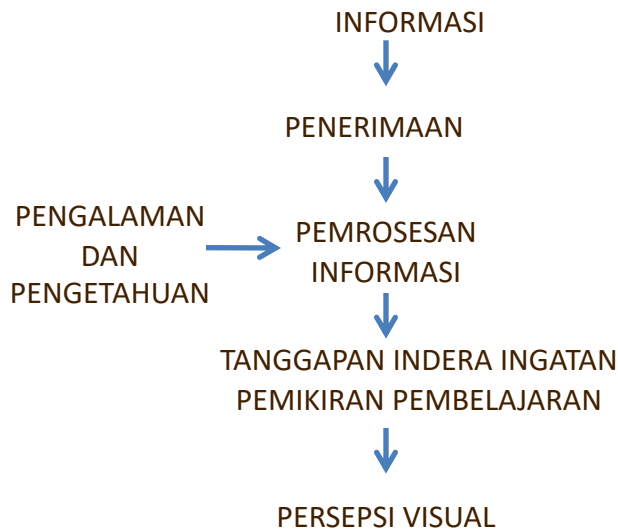 INFORMASI
PENERIMAAN
PENGALAMAN
DAN
PENGETAHUAN
PEMROSESAN
INFORMASI
TANGGAPAN INDERA INGATAN
PEMIKIRAN PEMBELAJARAN
PERSEPSI VISUAL